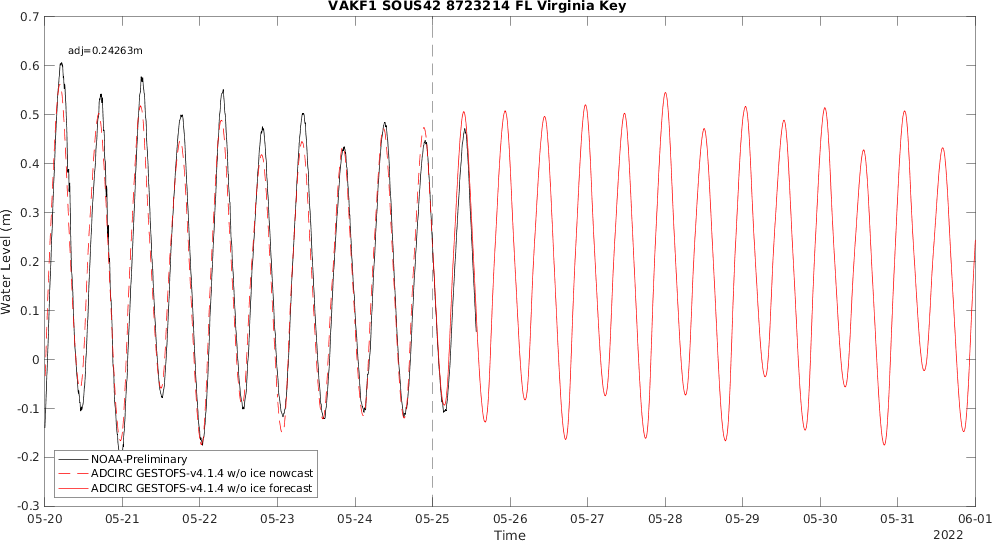 VAKF1 SOUS42 8723214 FL Virginia Key
adj=0.24263m
Water Level (m)
0.7
0.6
0.5
0.4
0.3
0.2
0.1
0
-0.1
-0.2
-0.3
NOAA-Preliminary
ADCIRC GESTOFS-v4.1.4 w/o ice nowcast
ADCIRC GESTOFS-v4.1.4 w/o ice forecast
05-20 05-21 05-22 05-23 05-24 05-25 05-26 05-27 05-28 05-29 05-30 05-31 06-01
Time
2022